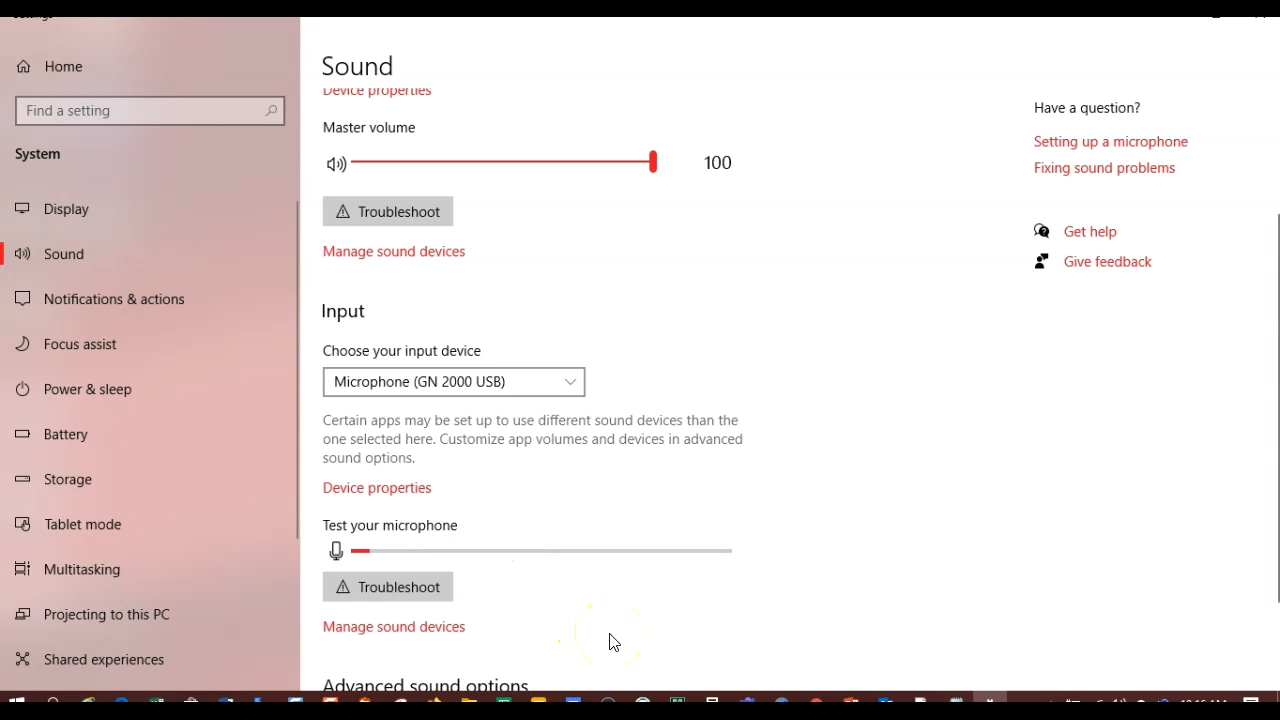 Home
Find a setting
System
Display
Sound
Notifications & actions
Focus assist
Power & sleep
Battery
Storage
Tablet mode
Multitasking
Projecting to this PC
Shared experiences
Sound
Device properties
Master volume
100
Troubleshoot
Manage sound devices
Input
Choose your input device
Microphone (GN 2000 USB)
Certain apps may be set up to use different sound devices than the
one selected here. Customize app volumes and devices in advanced
sound options.
Device properties
Test your microphone
Troubleshoot
Manage sound devices
Advanced sound options
Have a question?
Setting up a microphone
Fixing sound problems
Get help
Give feedback